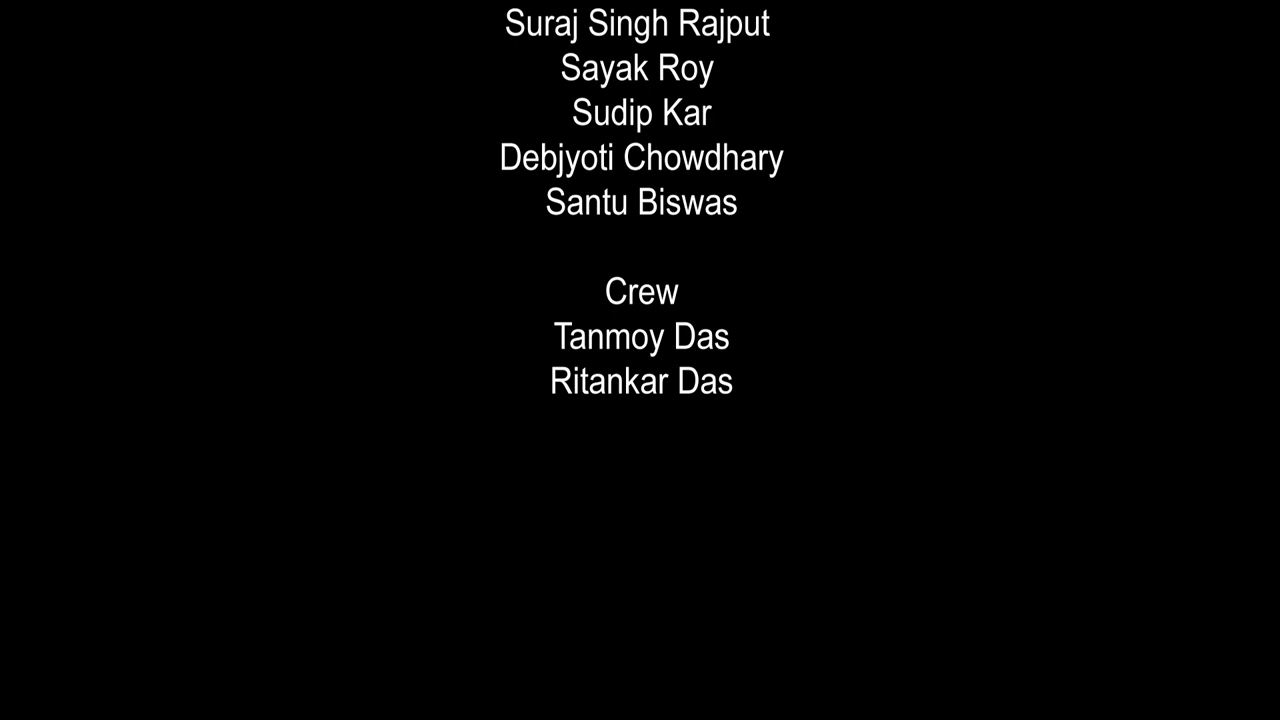 Suraj Singh Rajput
Sayak Roy
Sudip Kar
Debjyoti Chowdhary
Santu Biswas
Crew
Tanmoy Das
Ritankar Das